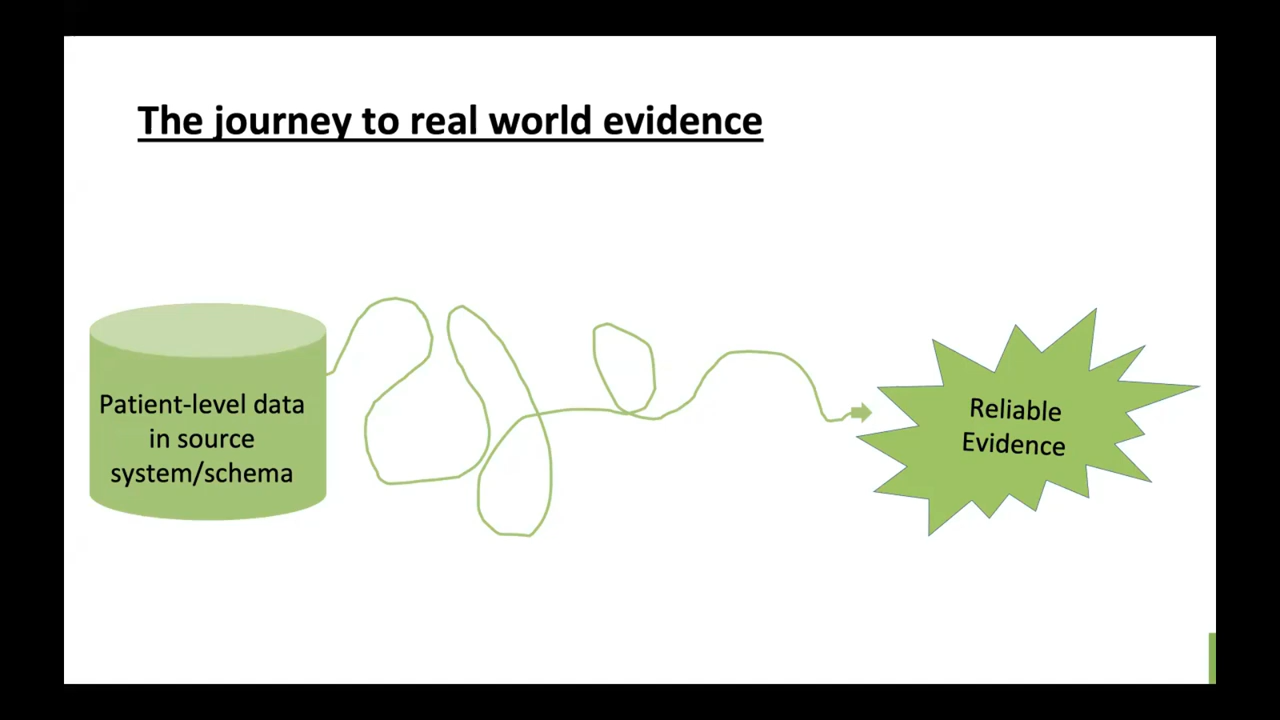 The journey to real world evidence
Patient-level data
in source
system/schema
Reliable
Evidence